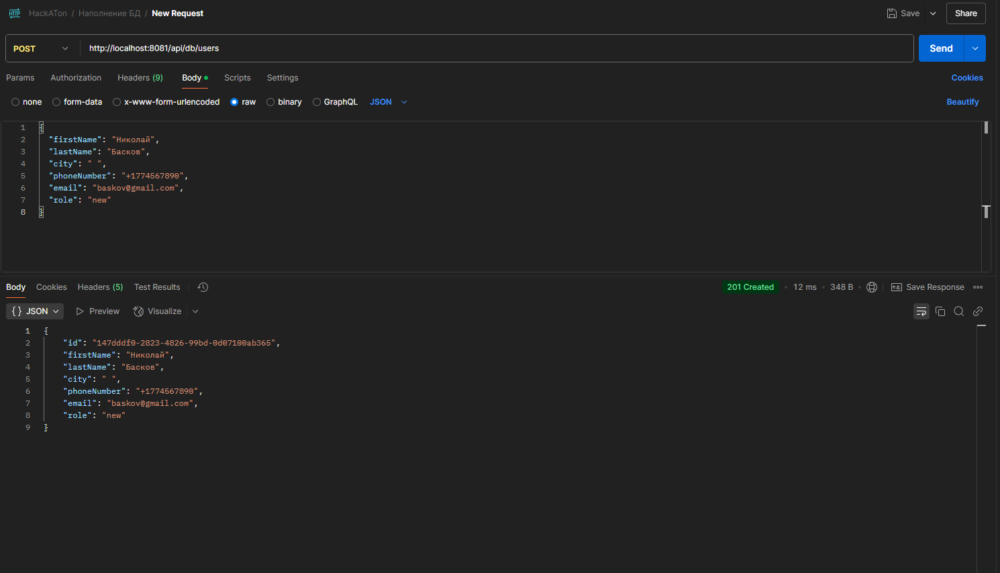 HTTP HackATon / Наполнение БД / New Request Save Share
POST http://localhost:8081/api/db/users Send
Params Authorization Headers (9) Body Scripts Settings Cookies
none form-data x-www-form-urlencoded raw binary GraphQL JSON Beautify
1 {
2 "firstName": "Николай",
3 "lastName": "Басков",
4 "city": " ",
5 "phoneNumber": "+1774567890",
6 "email": "baskov@gmail.com",
7 "role": "new"
8 }
Body Cookies Headers (5) Test Results 201 Created • 12 ms • 348 B • e.g. Save Response
{} JSON Preview Visualize
1 {
2 "id": "147dddf0-2823-4826-99bd-0d07100ab365",
3 "firstName": "Николай",
4 "lastName": "Басков",
5 "city": " ",
6 "phoneNumber": "+1774567890",
7 "email": "baskov@gmail.com",
8 "role": "new"
9 }